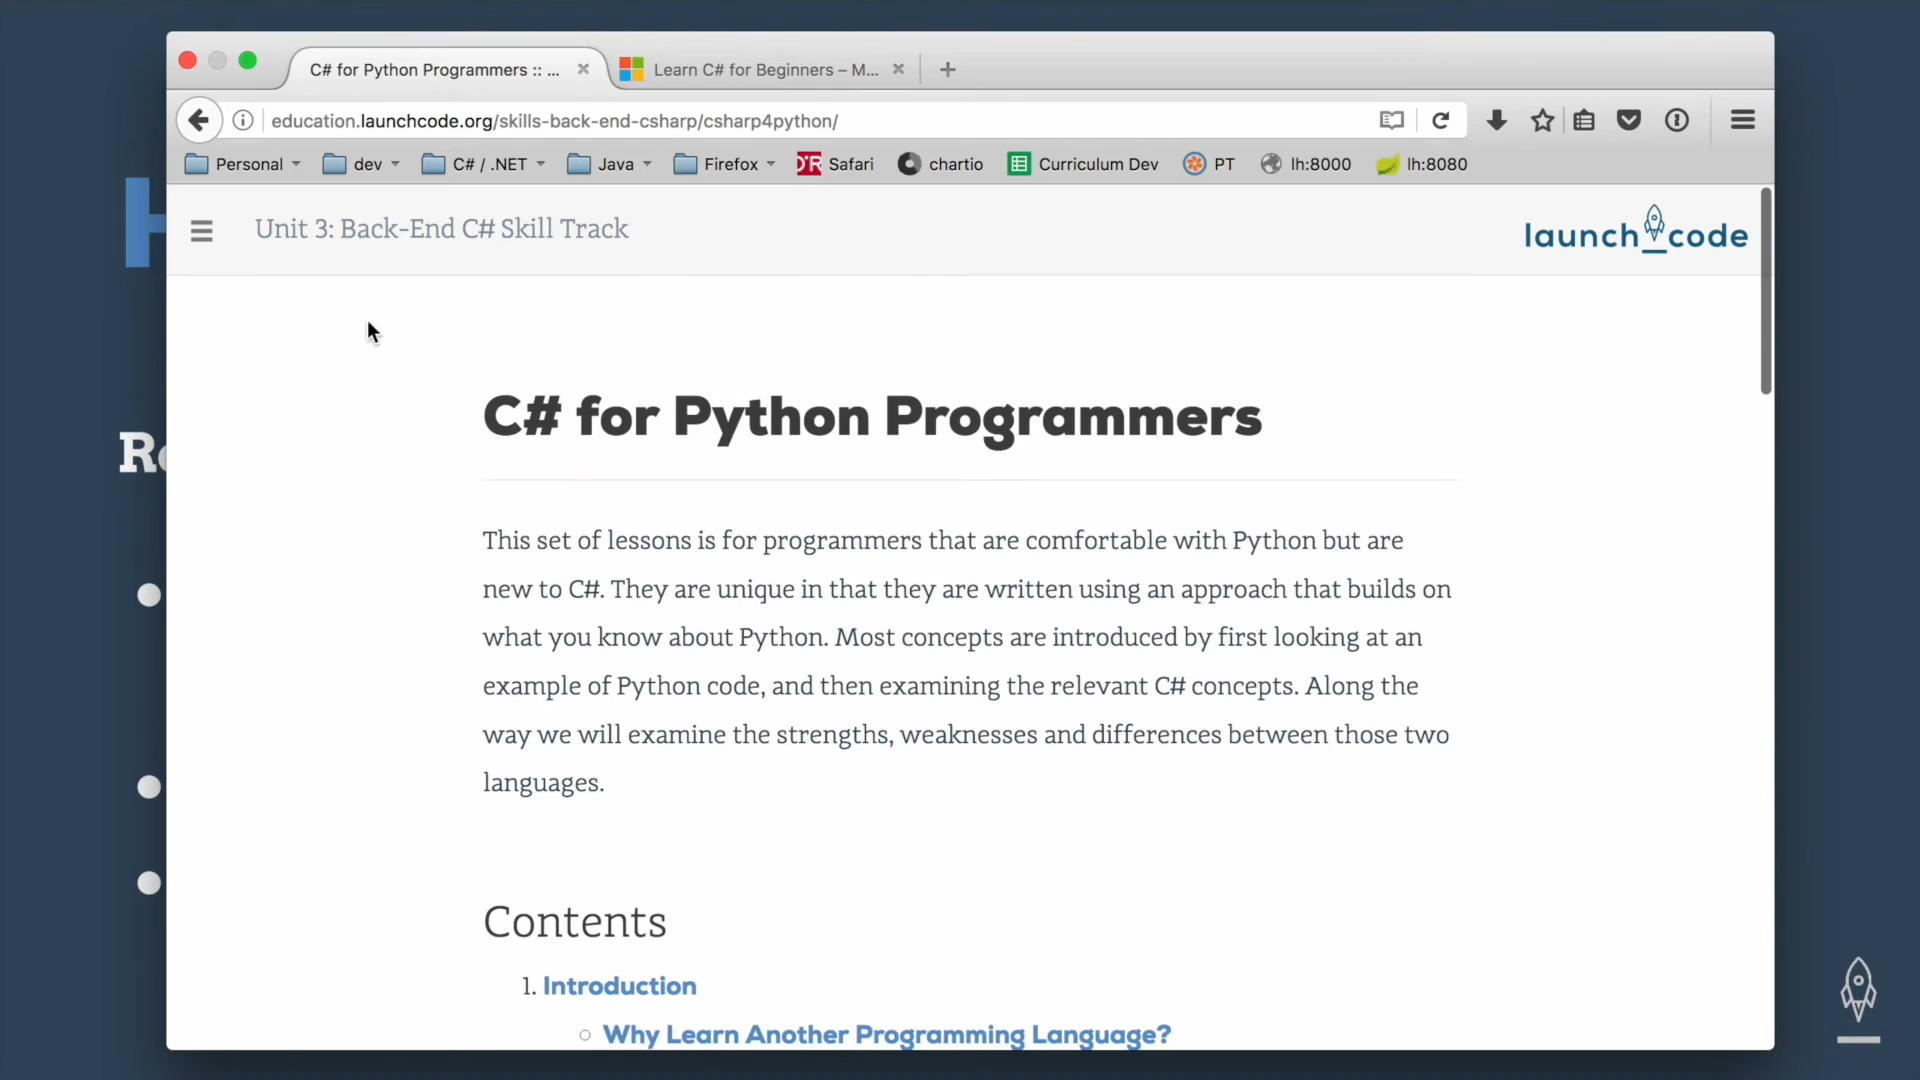 C# for Python Programmers :: ...
Learn C# for Beginners – M...
education.launchcode.org/skills-back-end-csharp/csharp4python/
Personal
dev
C# / .NET
Java
Firefox
Safari
chartio
Curriculum Dev
PT
lh:8000
lh:8080
Unit 3: Back-End C# Skill Track
launch_code
H
Re
C# for Python Programmers
This set of lessons is for programmers that are comfortable with Python but are
new to C#. They are unique in that they are written using an approach that builds on
what you know about Python. Most concepts are introduced by first looking at an
example of Python code, and then examining the relevant C# concepts. Along the
way we will examine the strengths, weaknesses and differences between those two
languages.
Contents
1. Introduction
Why Learn Another Programming Language?